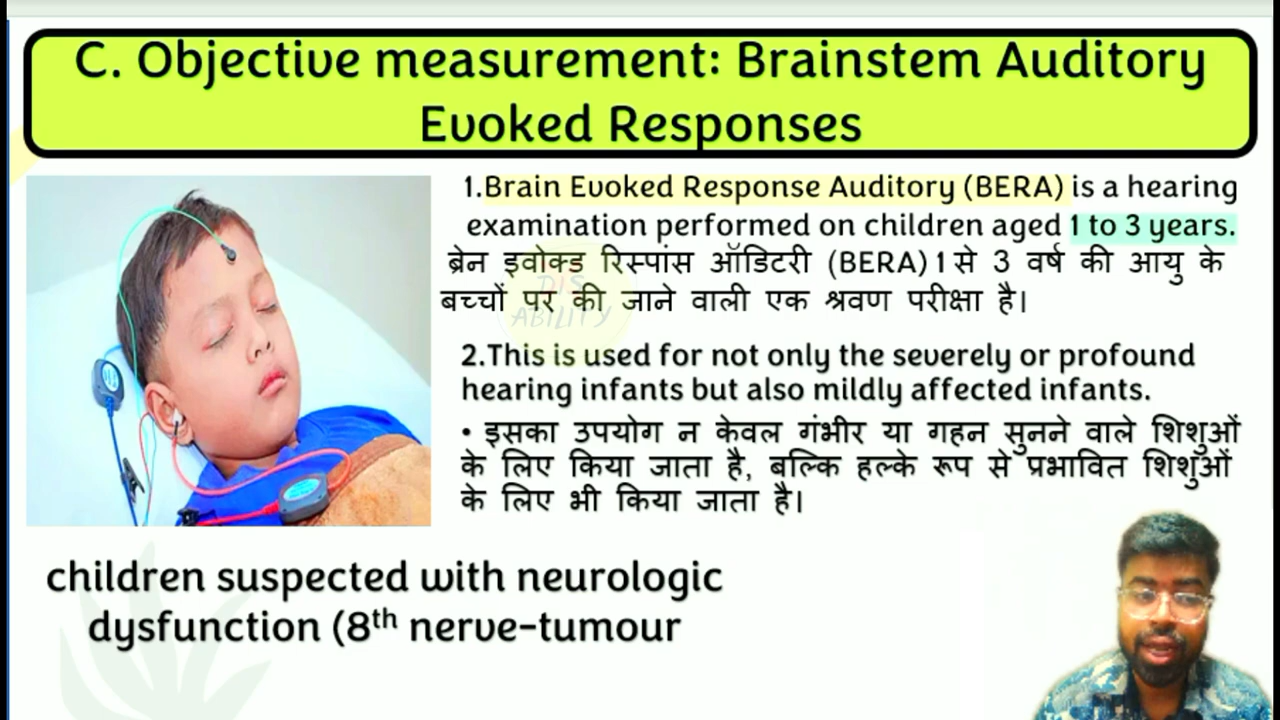 C. Objective measurement: Brainstem Auditory
Evoked Responses
1.Brain Evoked Response Auditory (BERA) is a hearing
examination performed on children aged 1 to 3 years.
ब्रेन इवोक्ड रिस्पांस ऑडिटरी (BERA) 1 से 3 वर्ष की आयु के
बच्चों पर की जाने वाली एक श्रवण परीक्षा है।
DIS
ABILITY
2.This is used for not only the severely or profound
hearing infants but also mildly affected infants.
• इसका उपयोग न केवल गंभीर या गहन सुनने वाले शिशुओं
के लिए किया जाता है, बल्कि हल्के रूप से प्रभावित शिशुओं
के लिए भी किया जाता है।
children suspected with neurologic
dysfunction (8th nerve-tumour